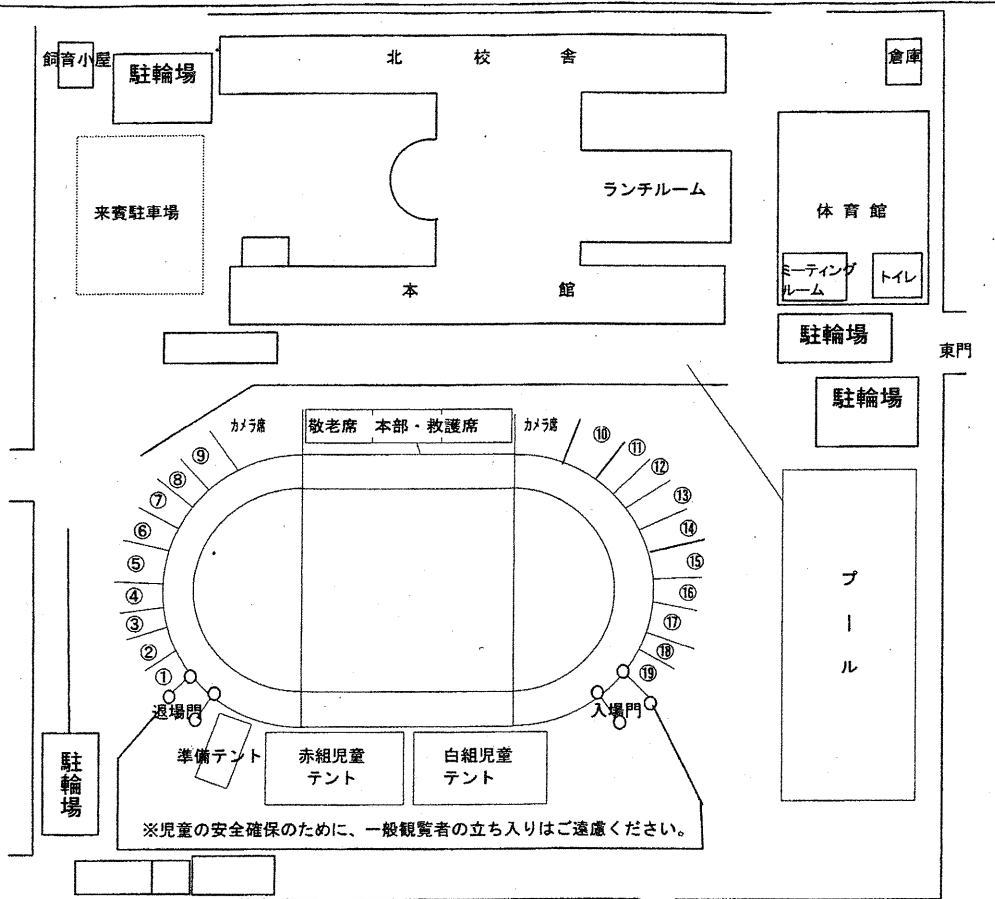 飼育小屋
駐輪場
北校舎
倉庫
来賓駐車場
ランチルーム
体育館
ミーティング
ルーム
トイレ
本館
駐輪場
東門
駐輪場
カメラ席
敬老席
本部・救護席
カメラ席
⑨
⑧
⑦
⑥
⑤
④
③
②
①
⑩
⑪
⑫
⑬
⑭
⑮
⑯
⑰
⑱
⑲
プール
退場門
入場門
準備テント
赤組児童
テント
白組児童
テント
駐輪場
※児童の安全確保のために、一般観覧者の立ち入りはご遠慮ください。